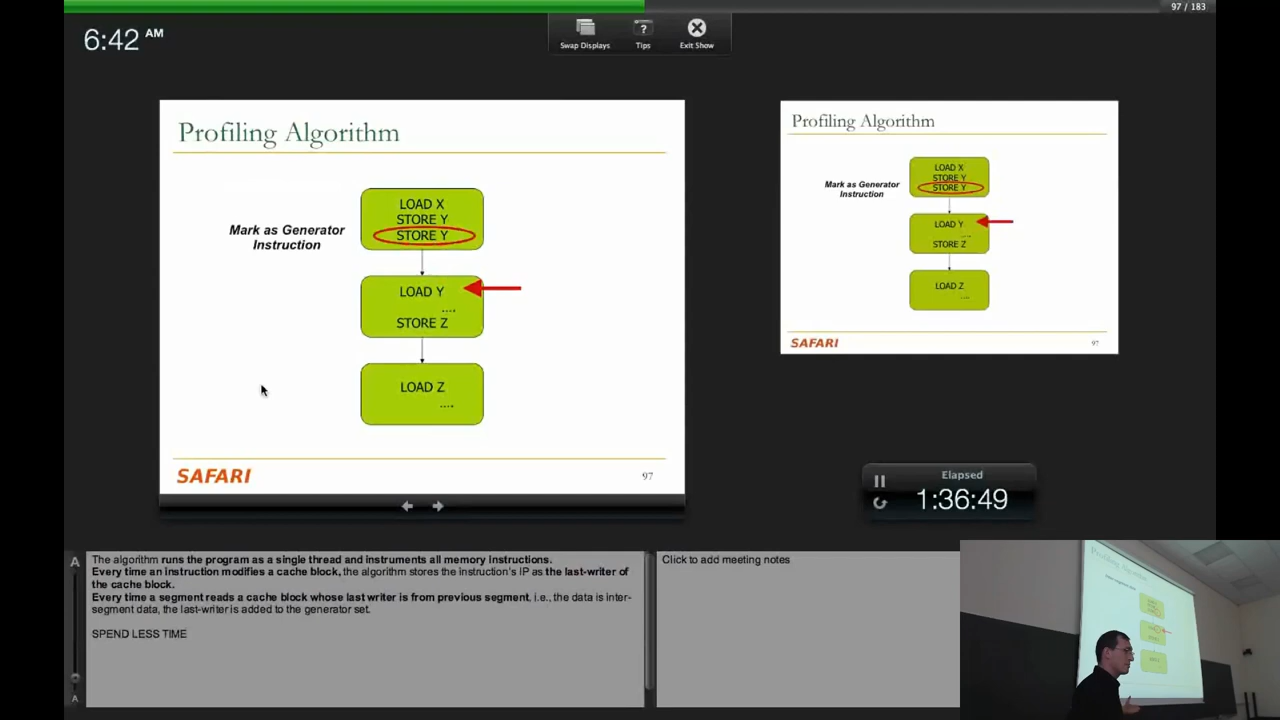 97 / 183
6:42 AM
Swap Displays
Tips
Exit Show
Profiling Algorithm
Mark as Generator
Instruction
LOAD X
STORE Y
STORE Y
LOAD Y
....
STORE Z
LOAD Z
....
SAFARI
97
Profiling Algorithm
Mark as Generator
Instruction
LOAD X
STORE Y
STORE Y
LOAD Y
....
STORE Z
LOAD Z
....
SAFARI
97
Elapsed
1:36:49
A
The algorithm runs the program as a single thread and instruments all memory instructions.
Every time an instruction modifies a cache block, the algorithm stores the instruction's IP as the last-writer of
the cache block.
Every time a segment reads a cache block whose last writer is from previous segment, i.e., the data is inter-
segment data, the last-writer is added to the generator set.
SPEND LESS TIME
A
Click to add meeting notes
Profiling Algorithm